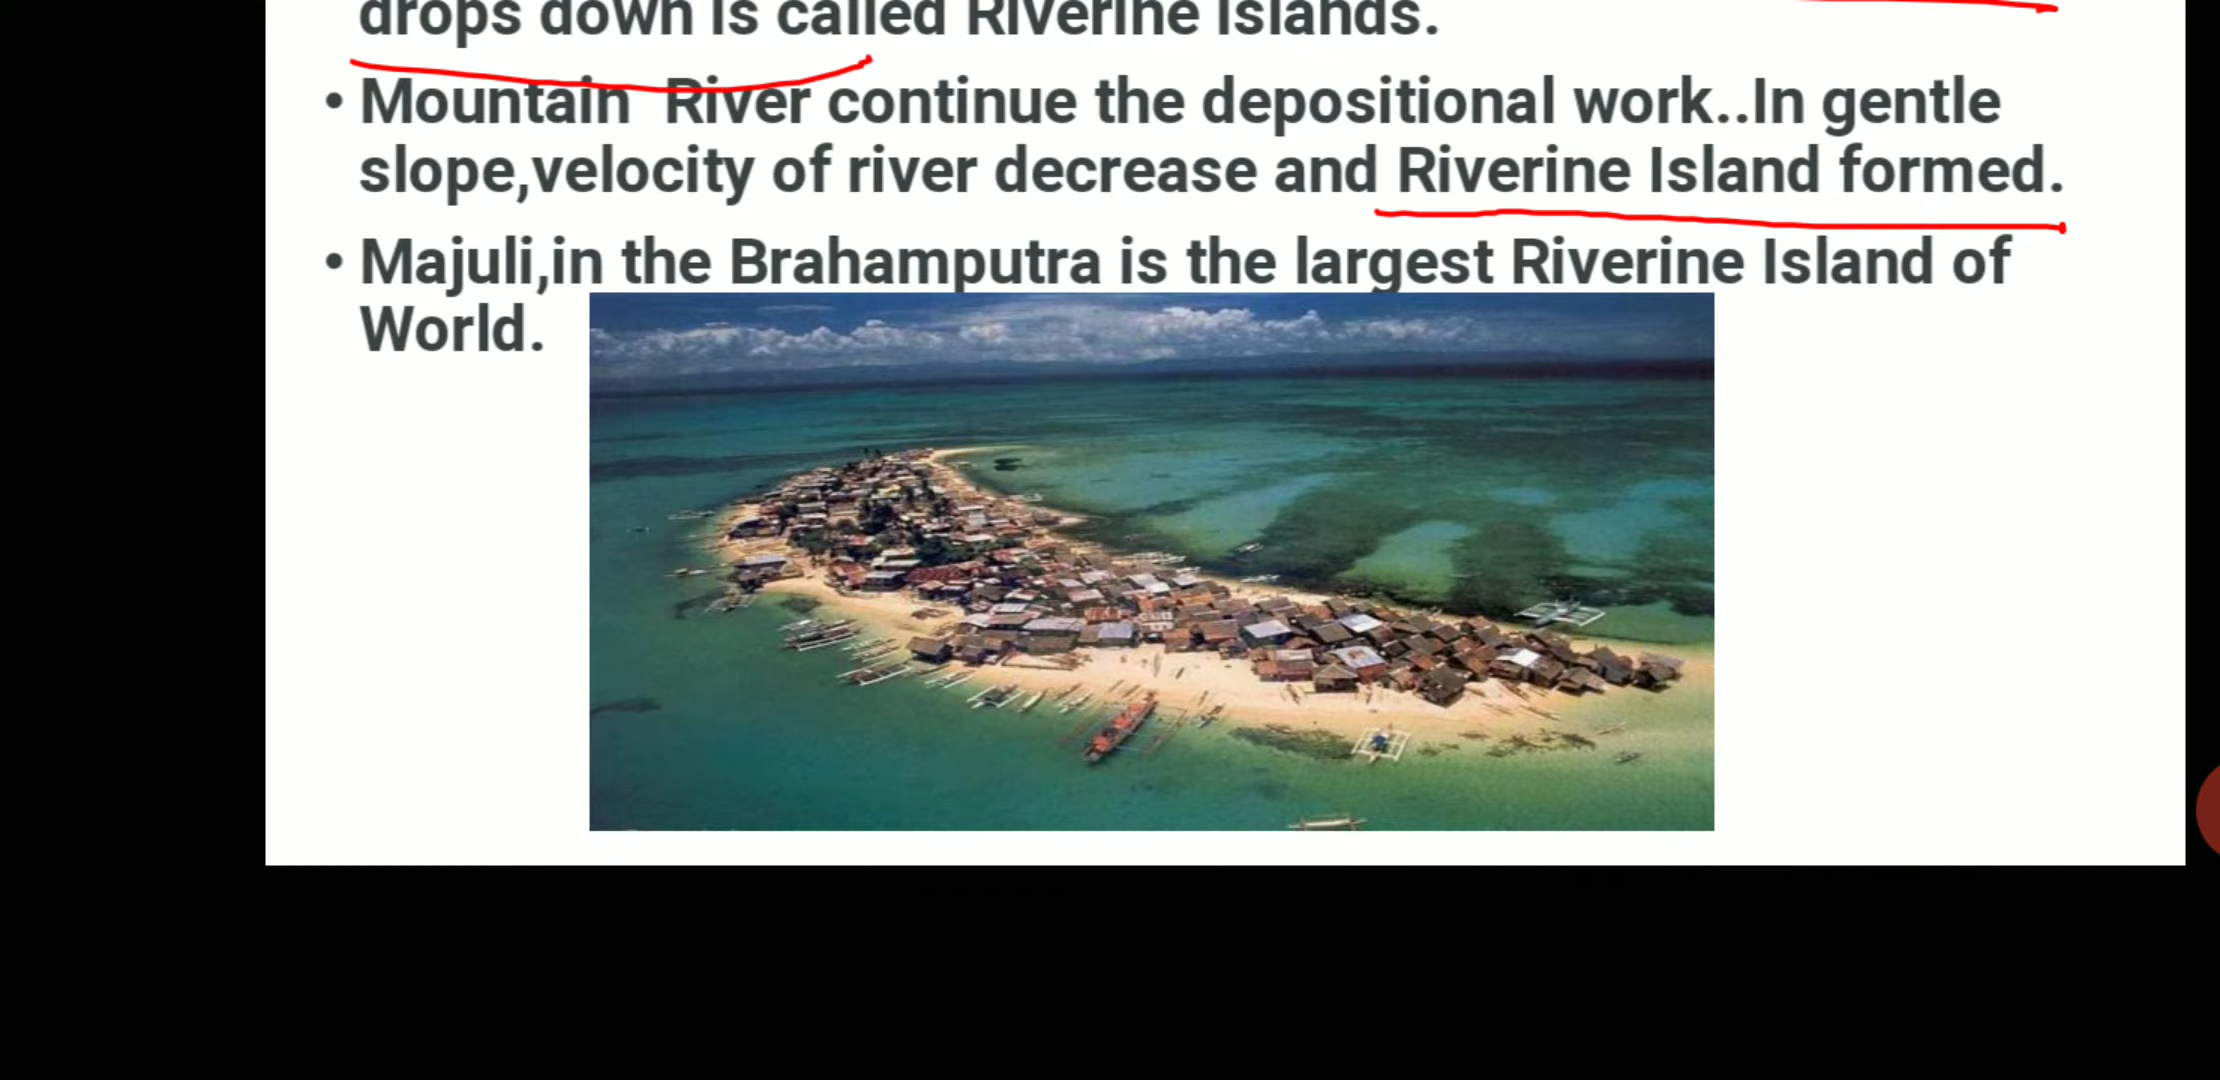 drops down is called Riverine Islands.
• Mountain River continue the depositional work..In gentle
slope,velocity of river decrease and Riverine Island formed.
• Majuli,in the Brahamputra is the largest Riverine Island of
World.